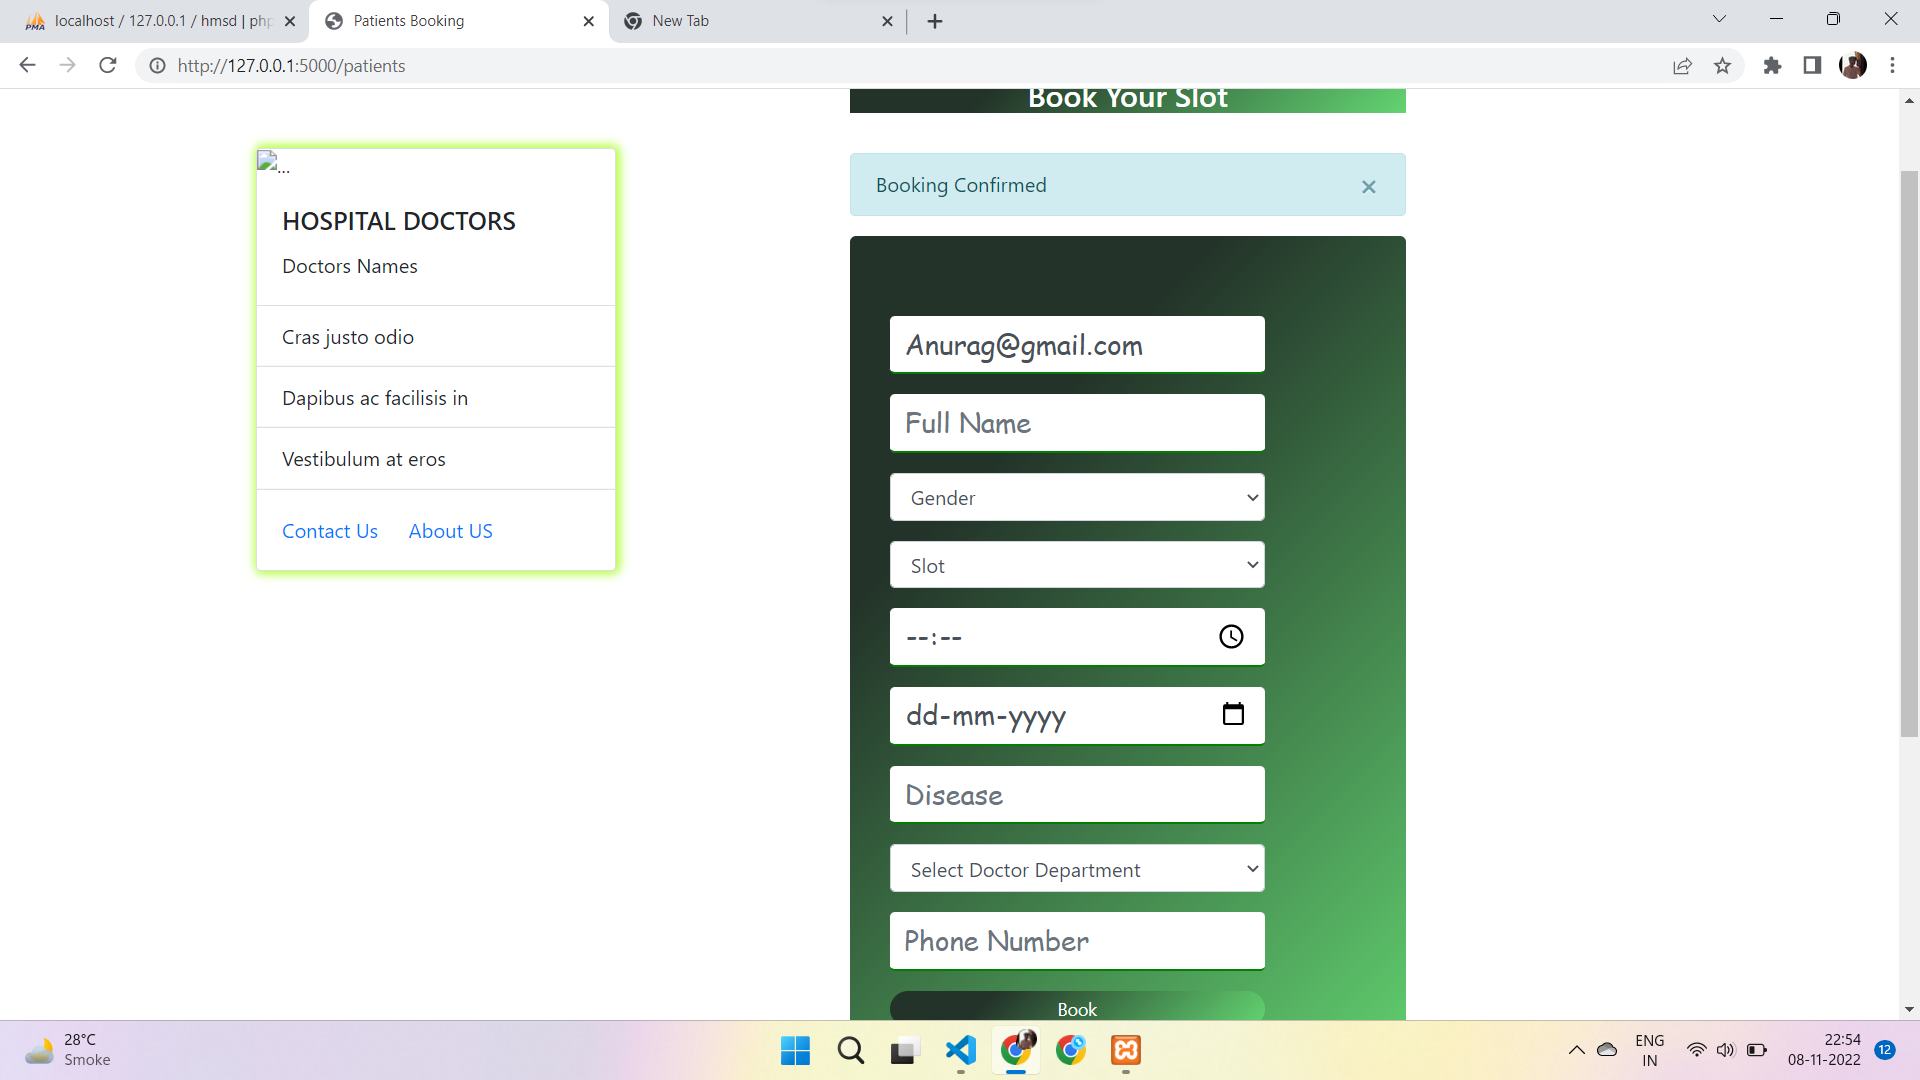 localhost / 127.0.0.1 / hmsd | php
Patients Booking
New Tab
http://127.0.0.1:5000/patients
Book Your Slot
...
HOSPITAL DOCTORS
Doctors Names
Cras justo odio
Dapibus ac facilisis in
Vestibulum at eros
Contact Us About US
Booking Confirmed ×
Anurag@gmail.com
Full Name
Gender
Slot
--:--
dd-mm-yyyy
Disease
Select Doctor Department
Phone Number
Book
28°C
Smoke
ENG
IN
22:54
08-11-2022
12